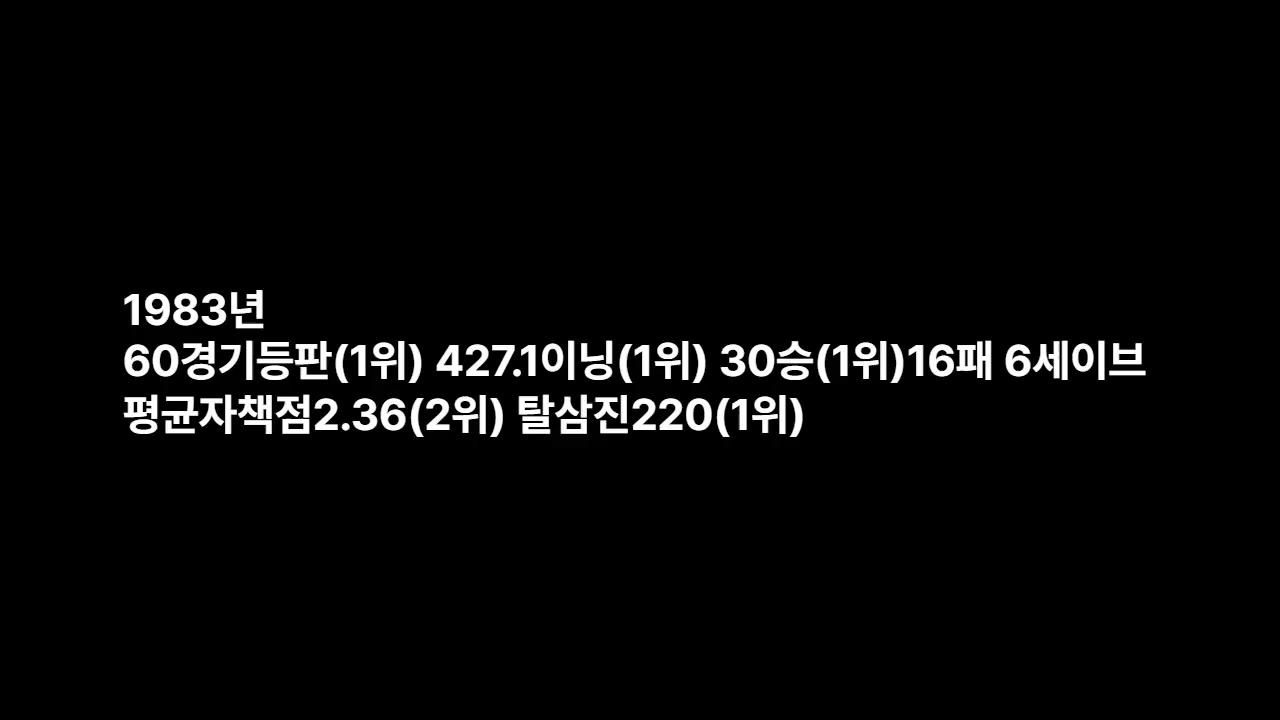 1983년
60경기등판(1위) 427.1이닝(1위) 30승(1위)16패 6세이브
평균자책점2.36(2위) 탈삼진220(1위)